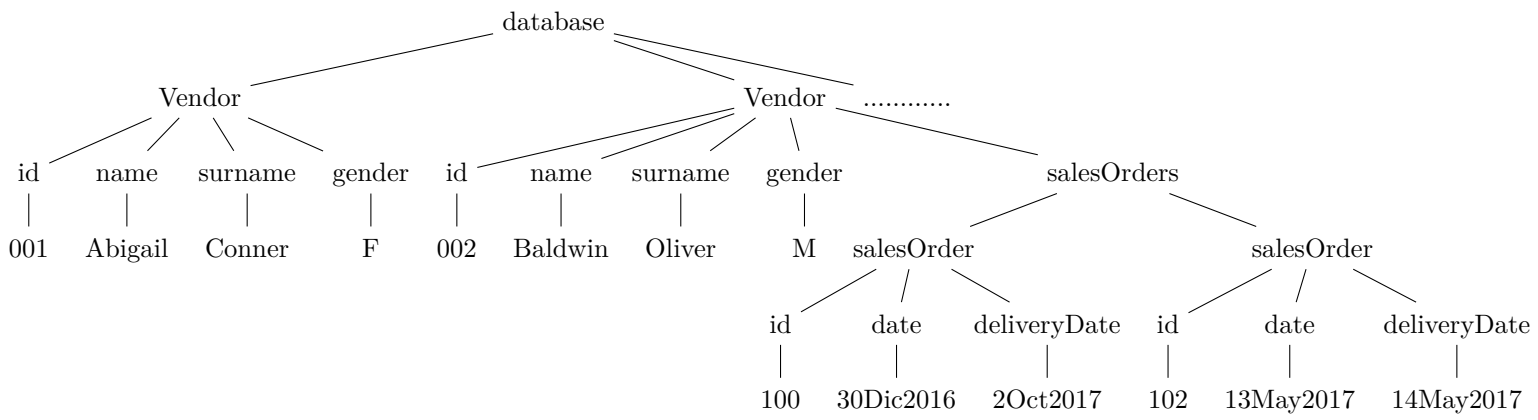 database
Vendor Vendor ............
id name surname gender id name surname gender salesOrders
001 Abigail Conner F 002 Baldwin Oliver M salesOrder salesOrder
id date deliveryDate id date deliveryDate
100 30Dic2016 2Oct2017 102 13May2017 14May2017